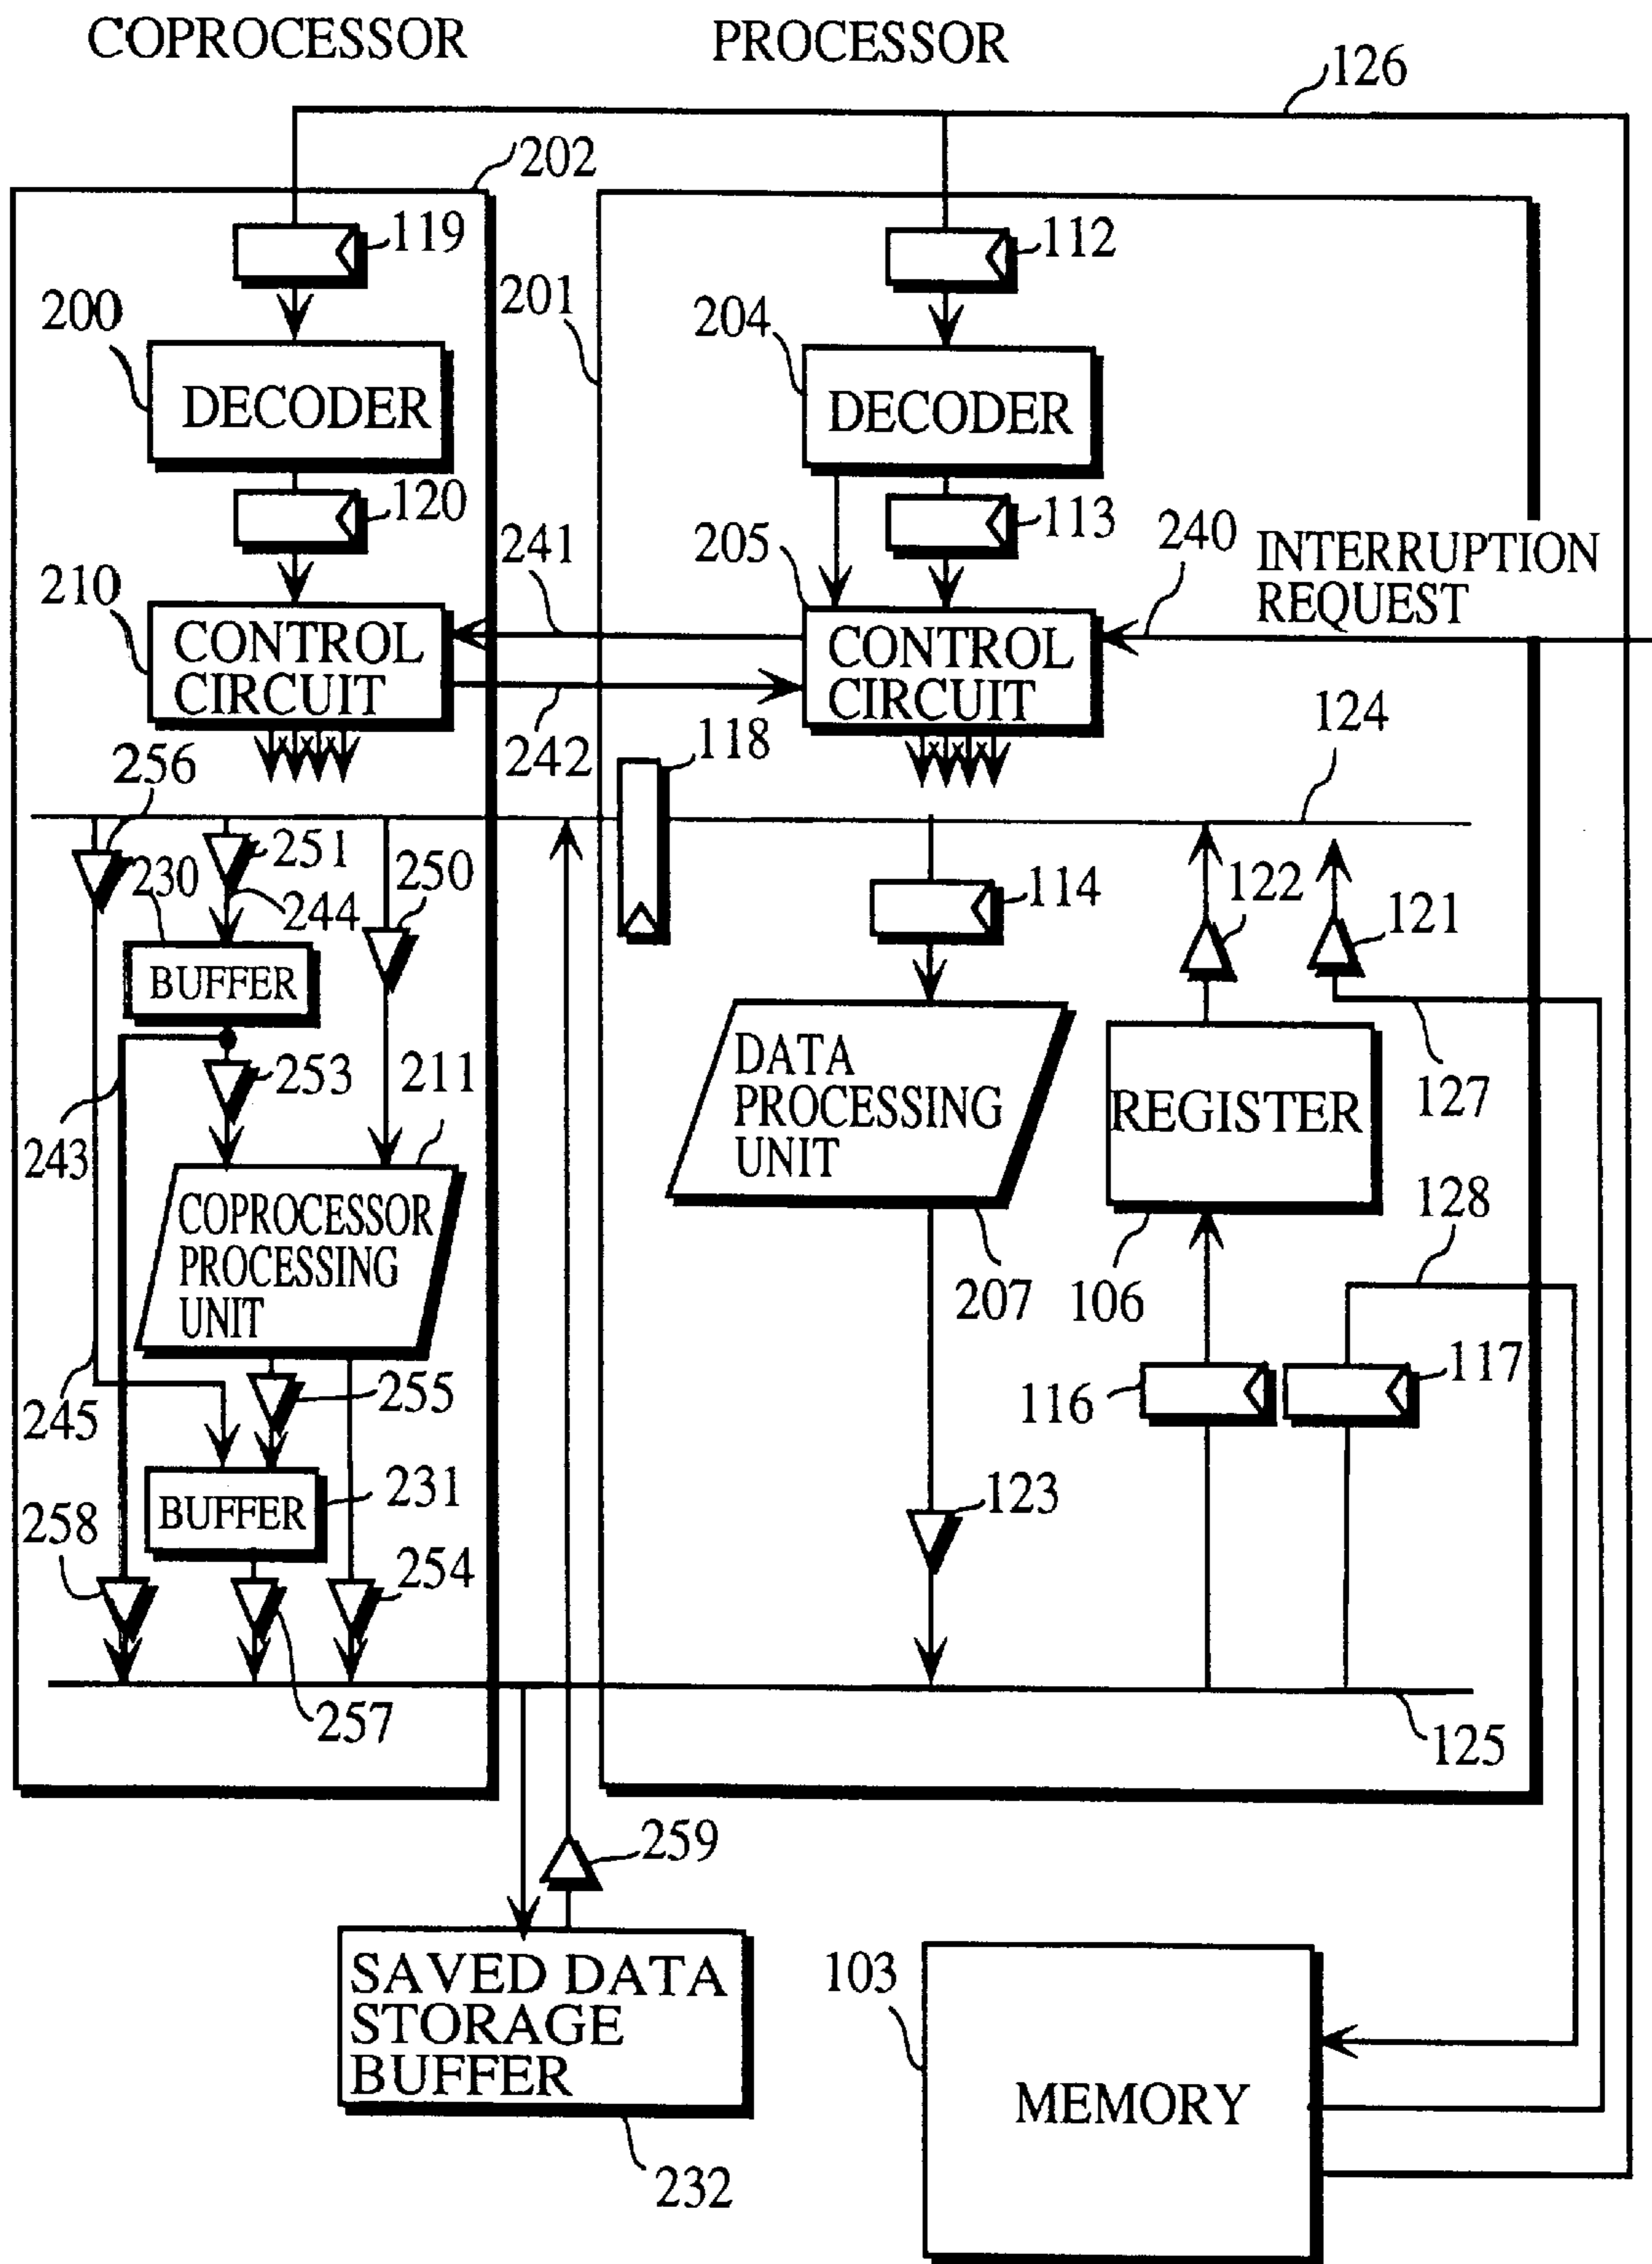 COPROCESSOR
PROCESSOR
126
202
119
112
200
201
204
DECODER
DECODER
120
113
210
241
205
240
INTERRUPTION
REQUEST
CONTROL
CIRCUIT
CONTROL
CIRCUIT
242
118
124
256
230
251
250
244
114
122
121
BUFFER
253
211
DATA
PROCESSING
UNIT
REGISTER
127
243
COPROCESSOR
PROCESSING
UNIT
128
207
106
245
255
116
117
258
BUFFER
231
123
254
257
125
259
SAVED DATA
STORAGE
BUFFER
103
MEMORY
232